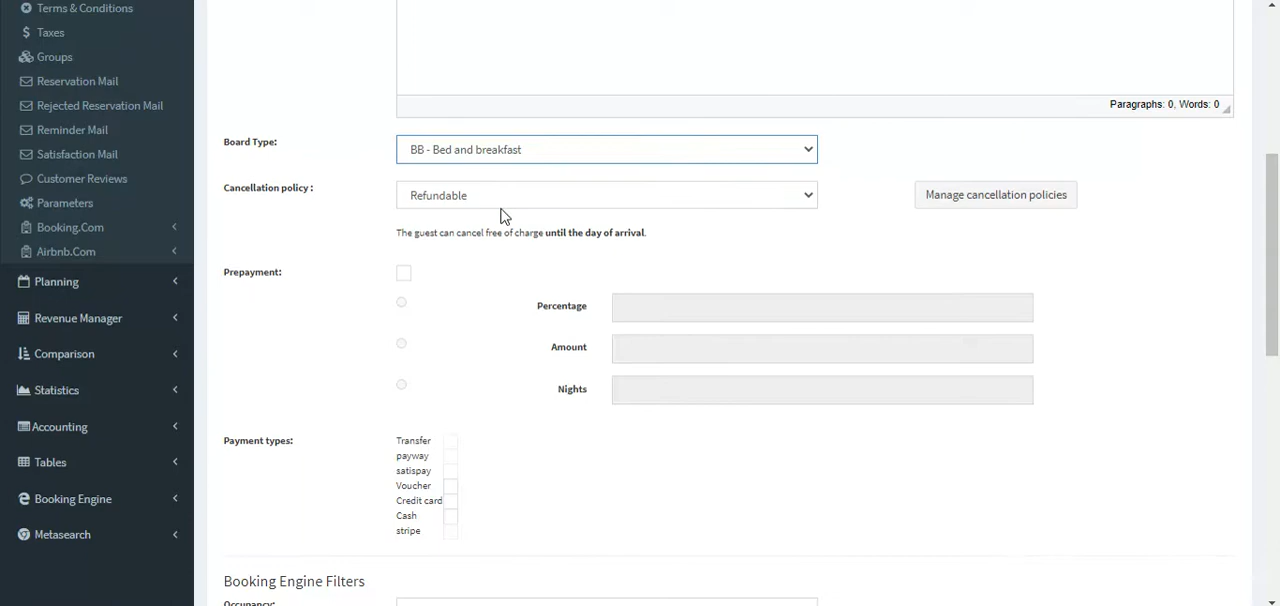 Terms & Conditions
Taxes
Groups
Reservation Mail
Rejected Reservation Mail
Reminder Mail
Satisfaction Mail
Customer Reviews
Parameters
Booking.Com
Airbnb.Com
Planning
Revenue Manager
Comparison
Statistics
Accounting
Tables
Booking Engine
Metasearch
Paragraphs: 0, Words: 0
Board Type:
BB - Bed and breakfast
Cancellation policy :
Refundable
Manage cancellation policies
The guest can cancel free of charge until the day of arrival.
Prepayment:
Percentage
Amount
Nights
Payment types:
Transfer
payway
satispay
Voucher
Credit card
Cash
stripe
Booking Engine Filters
Occupancy: